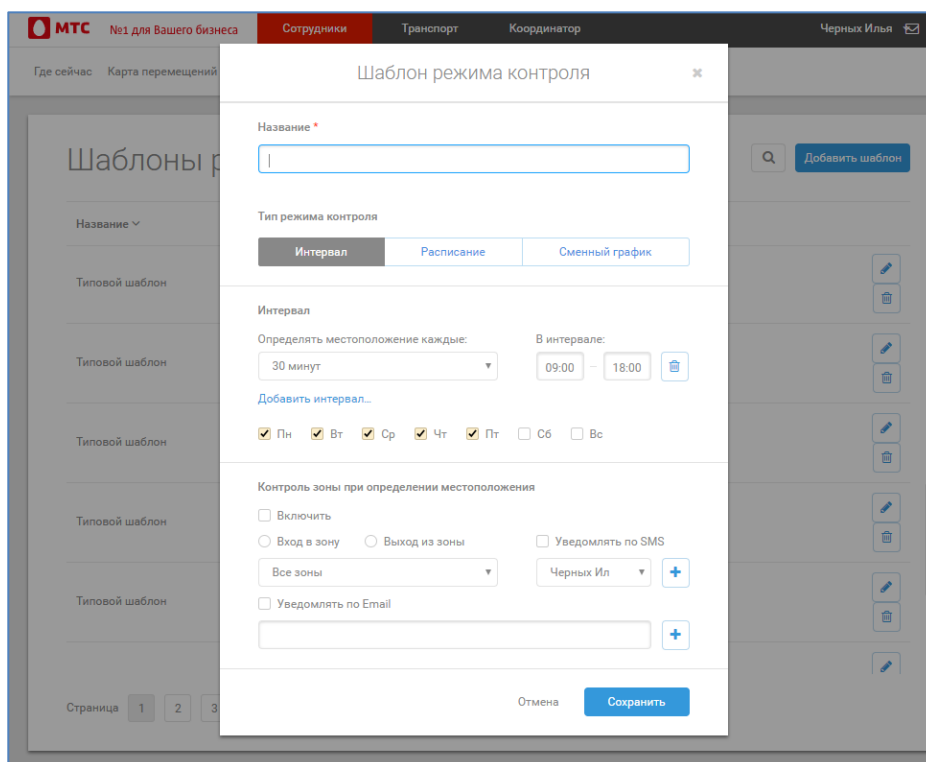 МТС №1 для Вашего бизнеса Сотрудники Транспорт Координатор Черных Илья
Где сейчас Карта перемещений
Шаблон режима контроля
Название *
Шаблоны р
Добавить шаблон
Тип режима контроля
Название
Интервал Расписание Сменный график
Типовой шаблон
Интервал
Определять местоположение каждые: В интервале:
Типовой шаблон
30 минут 09:00 – 18:00
Добавить интервал...
Пн Вт Ср Чт Пт Сб Вс
Типовой шаблон
Контроль зоны при определении местоположения
Включить
Типовой шаблон
Вход в зону Выход из зоны Уведомлять по SMS
Все зоны Черных Ил
Типовой шаблон
Уведомлять по Email
Отмена Сохранить
Страница 1 2 3